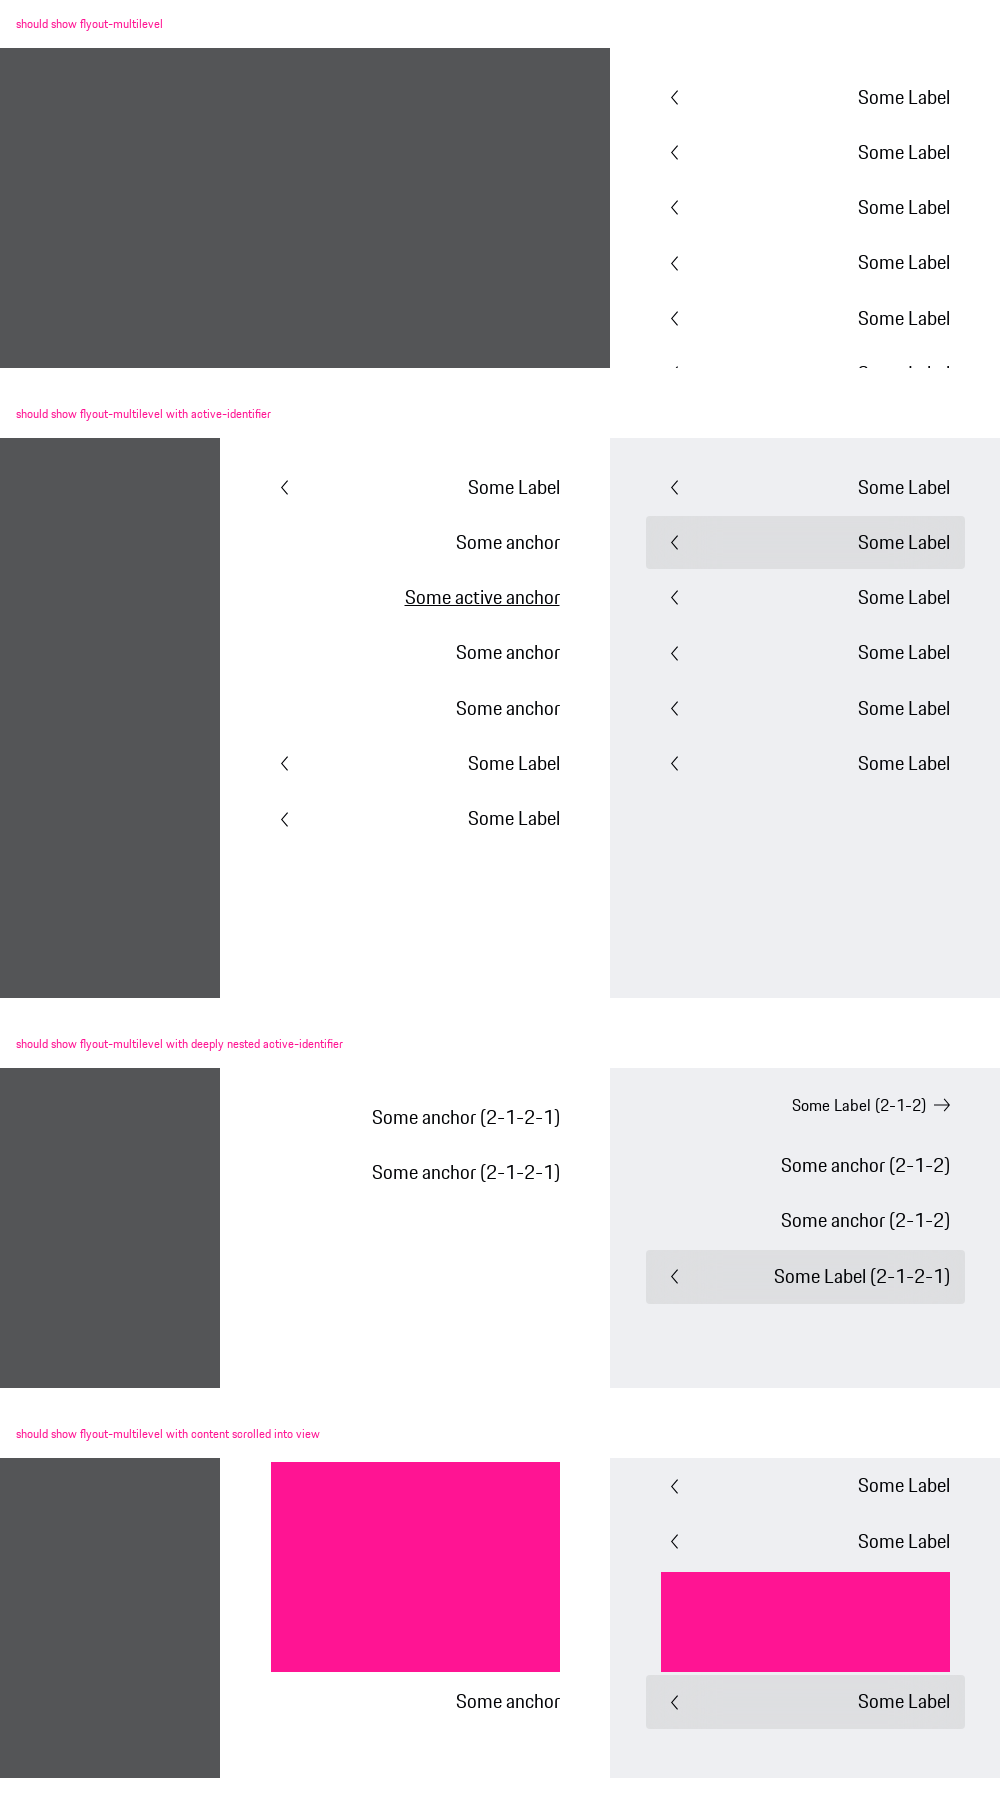 should show flyout-multilevel
Some Label
Some Label
Some Label
Some Label
Some Label
should show flyout-multilevel with active-identifier
Some Label
Some anchor
Some active anchor
Some anchor
Some anchor
Some Label
Some Label
Some Label
Some Label
Some Label
Some Label
Some Label
Some Label
should show flyout-multilevel with deeply nested active-identifier
Some anchor (2-1-2-1)
Some anchor (2-1-2-1)
Some Label (2-1-2)
Some anchor (2-1-2)
Some anchor (2-1-2)
Some Label (2-1-2-1)
should show flyout-multilevel with content scrolled into view
Some anchor
Some Label
Some Label
Some Label